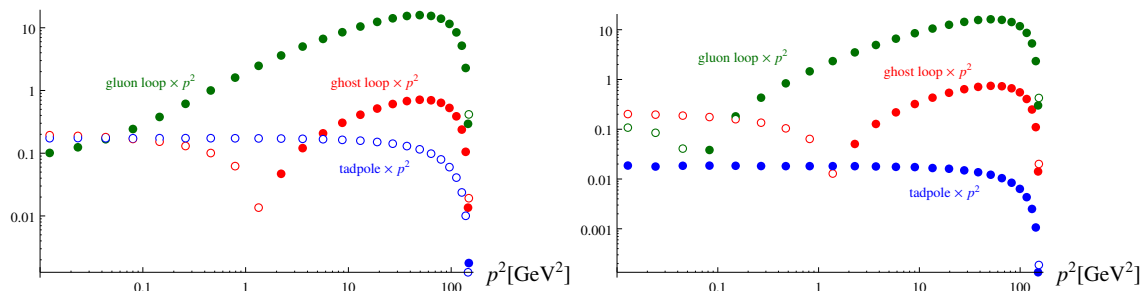 10
1
0.1
0.01
gluon loop × p²
ghost loop × p²
tadpole × p²
0.1 1 10 100
p²[GeV²]
10
1
0.1
0.01
0.001
gluon loop × p²
ghost loop × p²
tadpole × p²
0.1 1 10 100
p²[GeV²]